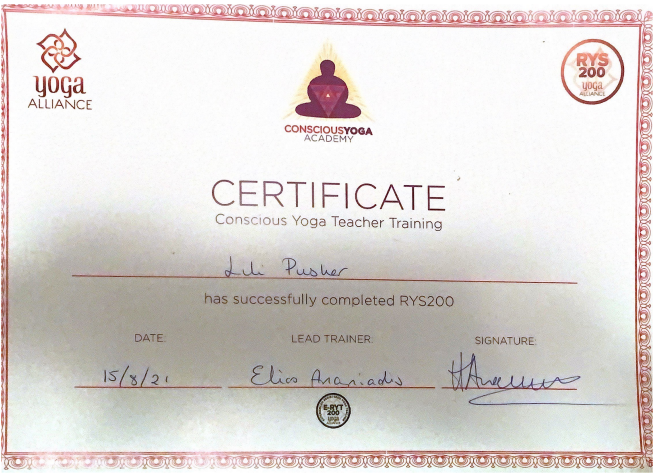 yoga
ALLIANCE
CONSCIOUSYOGA
ACADEMY
RYS
200
yoga
ALLIANCE
CERTIFICATE
Conscious Yoga Teacher Training
Lili Pusher
has successfully completed RYS200
DATE:
LEAD TRAINER:
SIGNATURE:
15/8/21
Elias Ananiadis
E-RYT
200